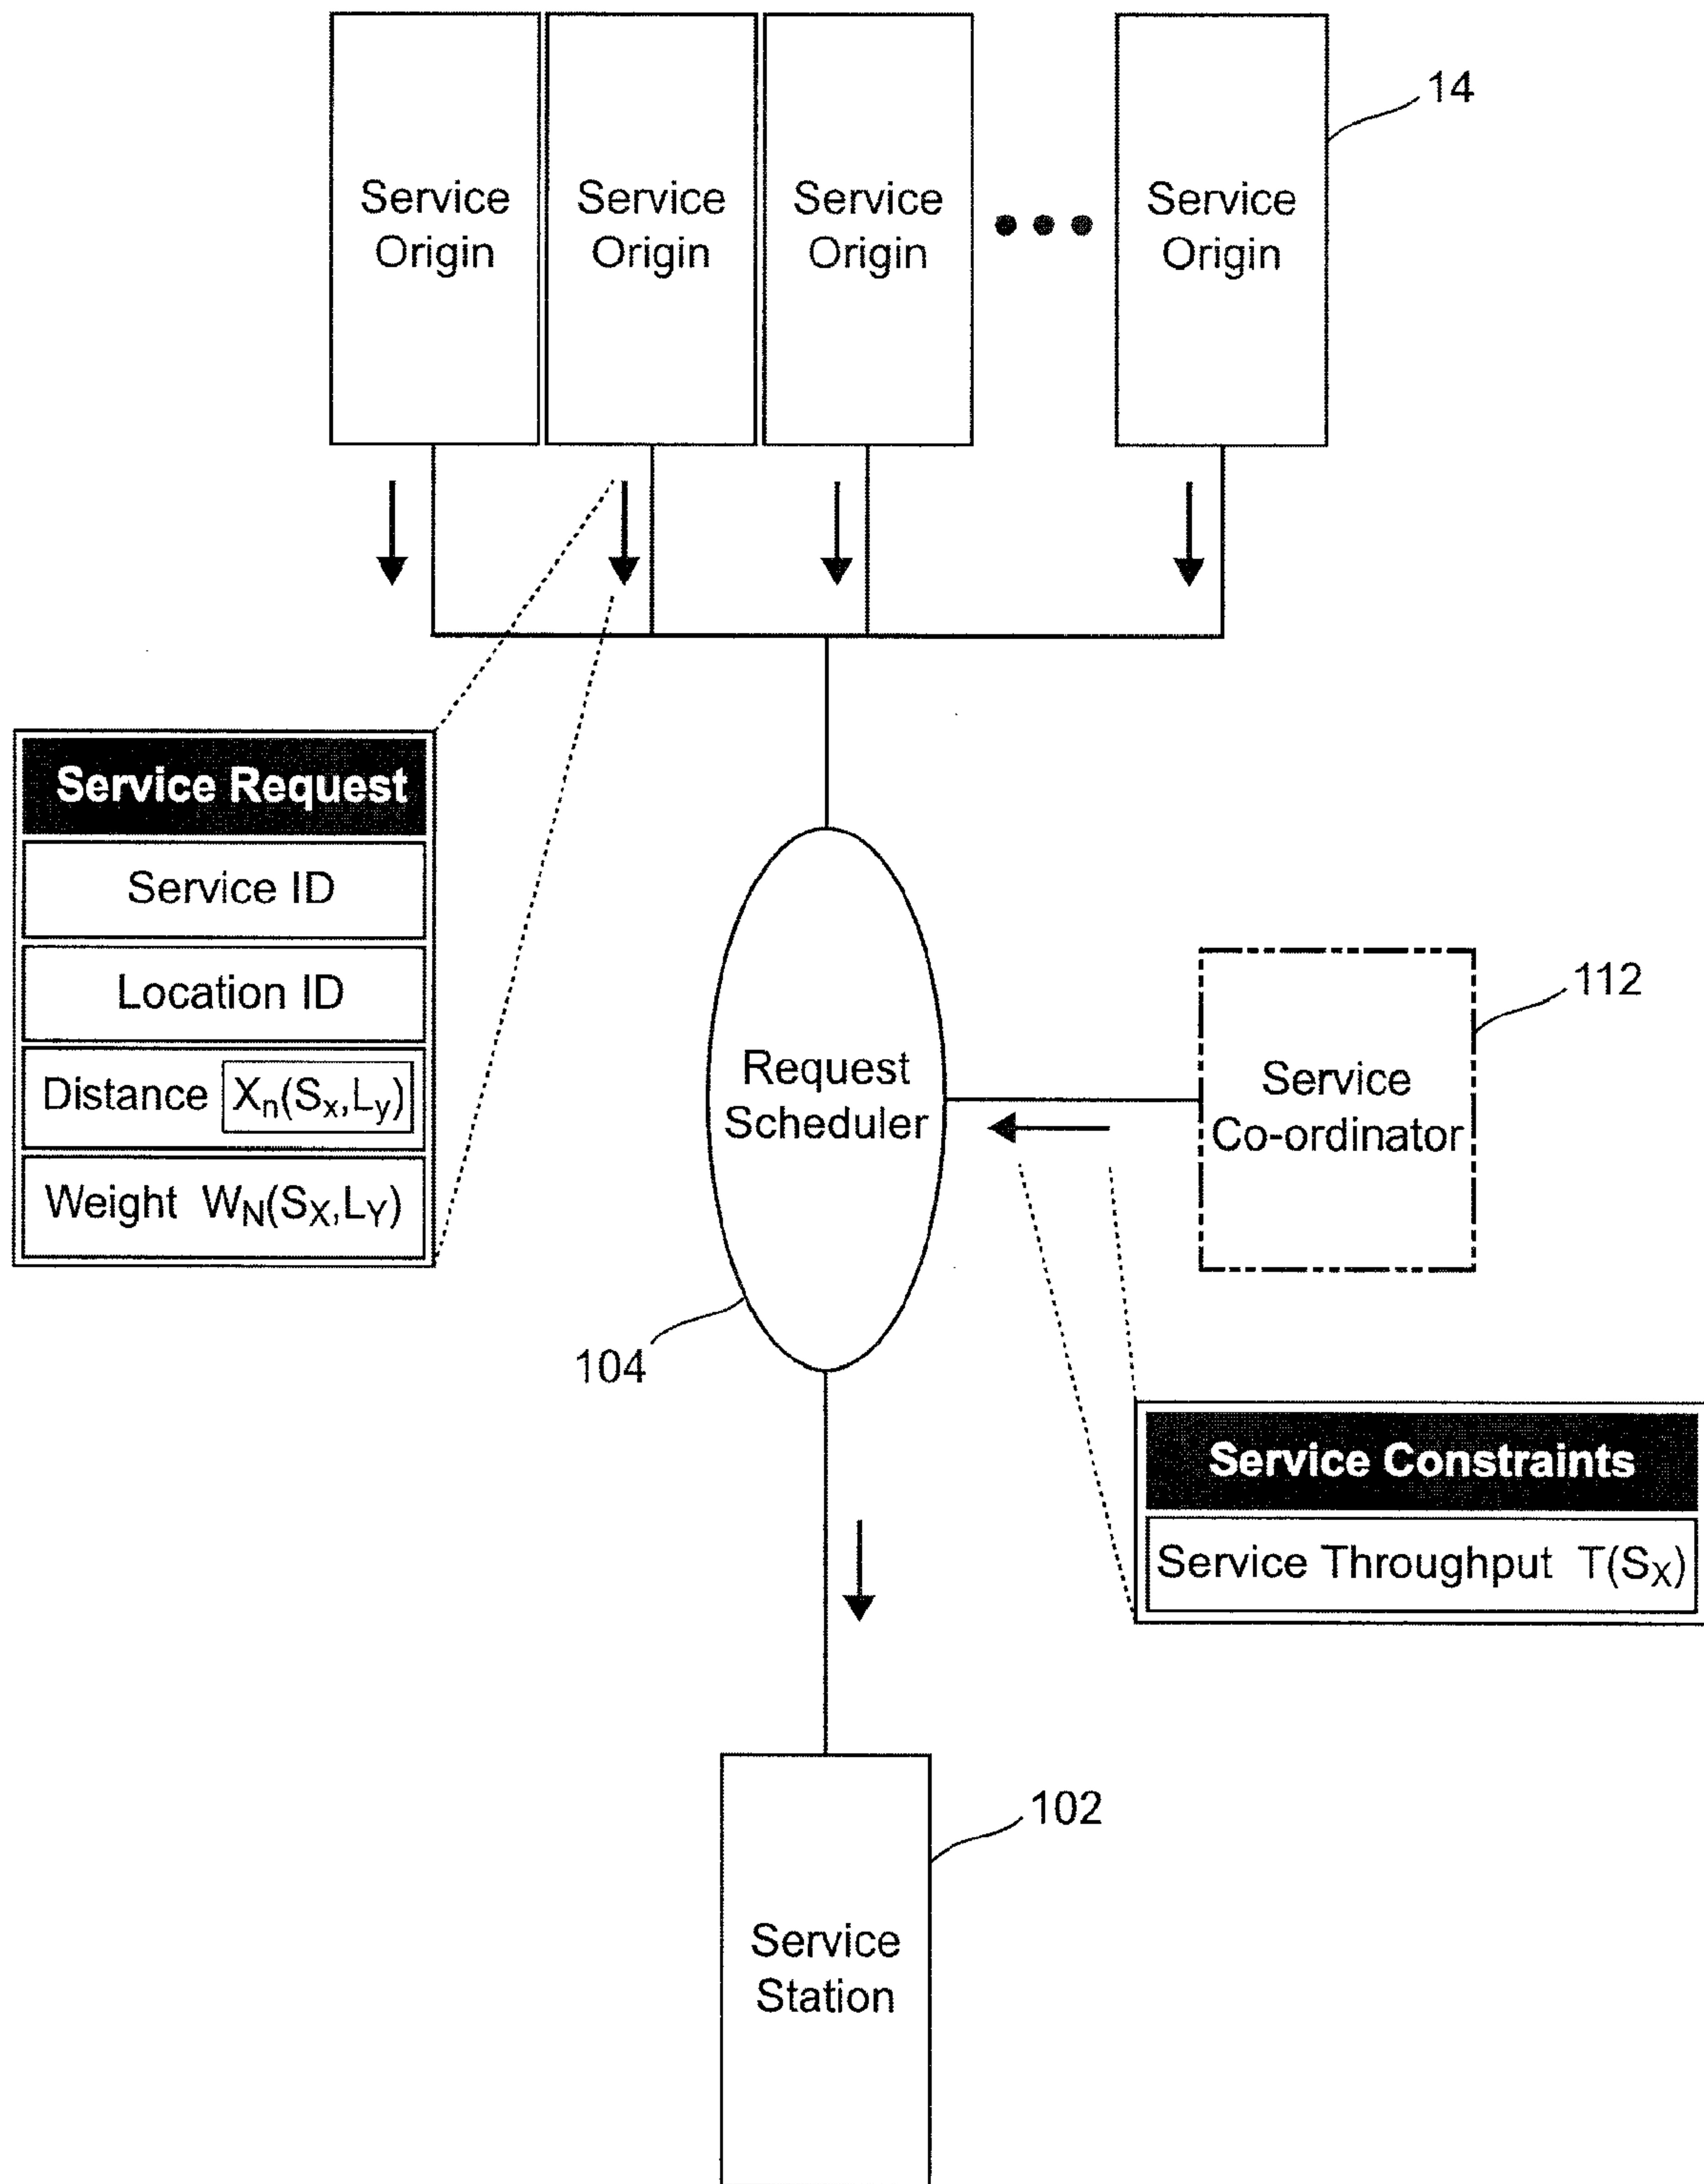 14
Service
Origin
Service
Origin
Service
Origin
Service
Origin
Service Request
Service ID
Location ID
Distance Xn(Sx,Ly)
Weight WN(SX,LY)
Request
Scheduler
104
112
Service
Co-ordinator
Service Constraints
Service Throughput T(SX)
102
Service
Station